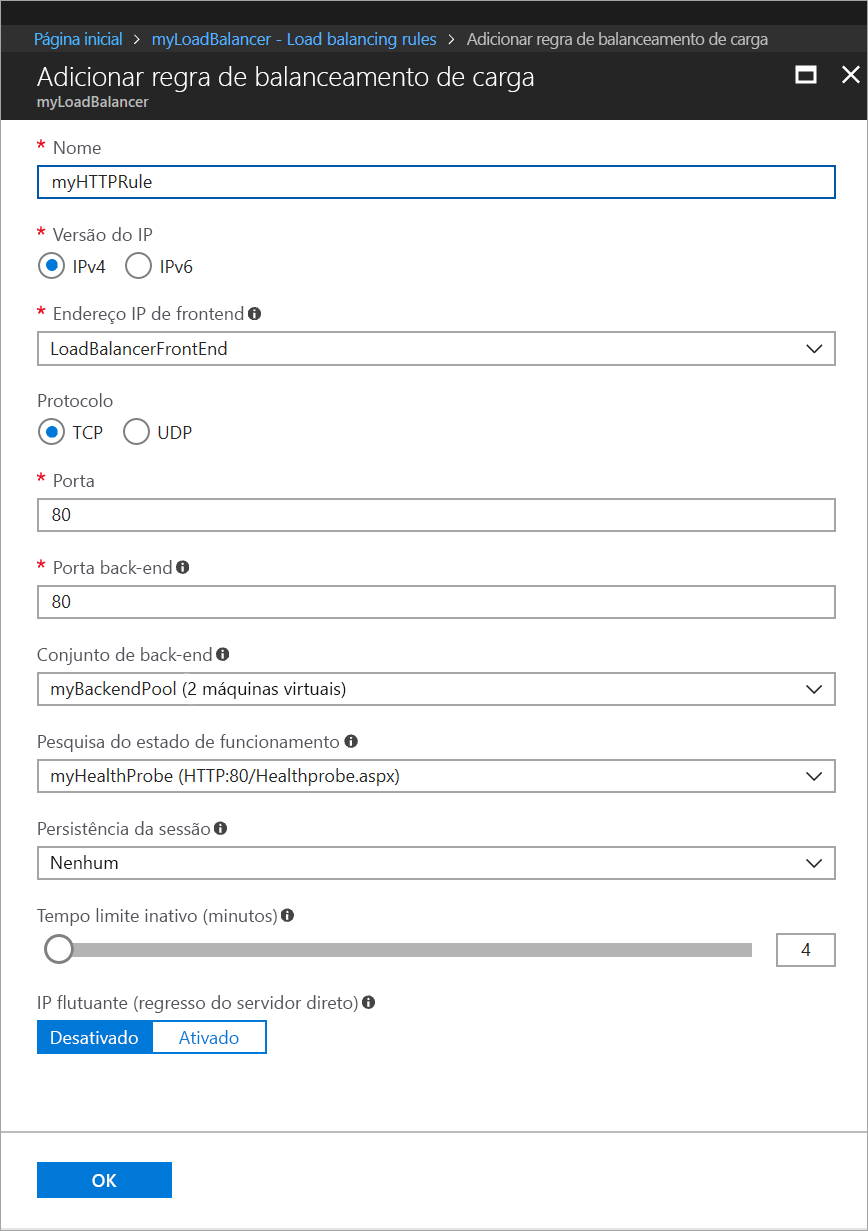 Página inicial > myLoadBalancer - Load balancing rules > Adicionar regra de balanceamento de carga
Adicionar regra de balanceamento de carga
myLoadBalancer
* Nome
myHTTPRule
* Versão do IP
IPv4 IPv6
* Endereço IP de frontend
LoadBalancerFrontEnd
Protocolo
TCP UDP
* Porta
80
* Porta back-end
80
Conjunto de back-end
myBackendPool (2 máquinas virtuais)
Pesquisa do estado de funcionamento
myHealthProbe (HTTP:80/Healthprobe.aspx)
Persistência da sessão
Nenhum
Tempo limite inativo (minutos)
4
IP flutuante (regresso do servidor direto)
Desativado Ativado
OK